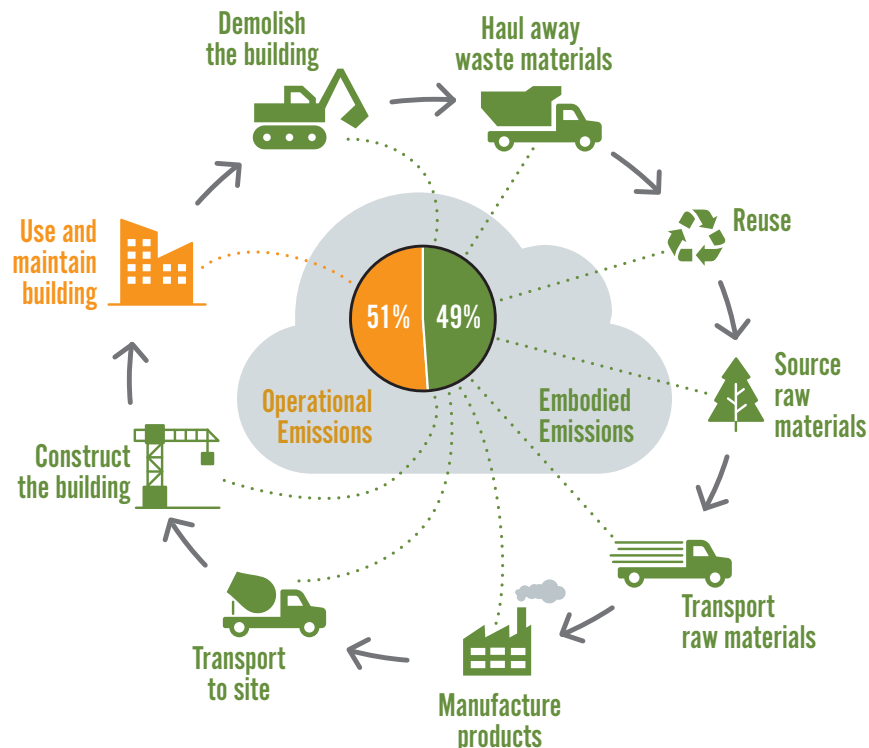 Demolish
the building
Haul away
waste materials
Reuse
Source
raw
materials
Transport
raw materials
Manufacture
products
Transport
to site
Construct
the building
Use and
maintain
building
51%
49%
Operational
Emissions
Embodied
Emissions